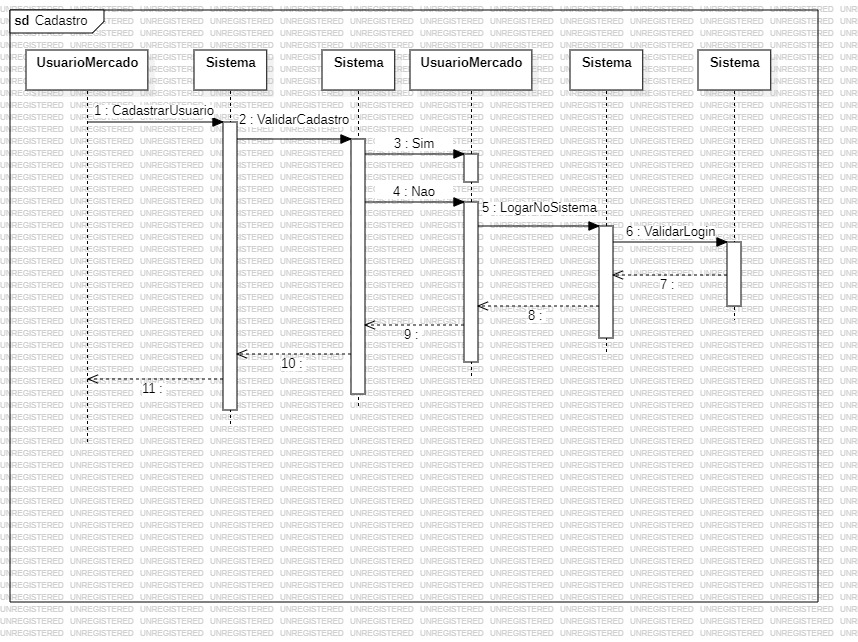 sd Cadastro
UsuarioMercado
Sistema
Sistema
UsuarioMercado
Sistema
Sistema
1 : CadastrarUsuario
2 : ValidarCadastro
3 : Sim
4 : Nao
5 : LogarNoSistema
6 : ValidarLogin
7 :
8 :
9 :
10 :
11 :
UNREGISTERED